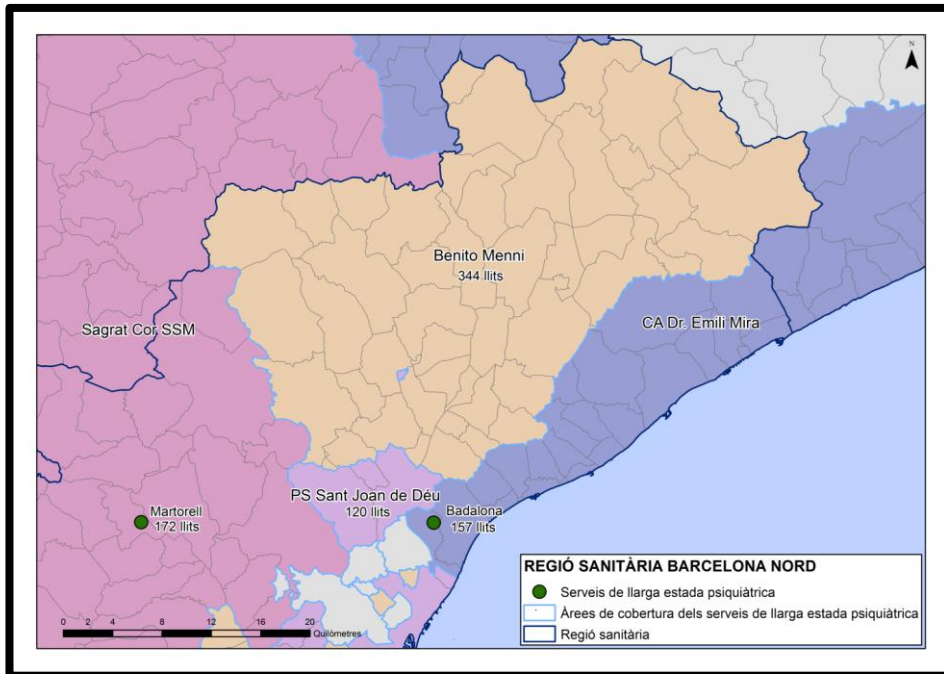 N
Benito Menni
344 llits
Sagrat Cor SSM
CA Dr. Emili Mira
PS Sant Joan de Déu
120 llits
Martorell
172 llits
Badalona
157 llits
REGIÓ SANITÀRIA BARCELONA NORD
Serveis de llarga estada psiquiàtrica
Àrees de cobertura dels serveis de llarga estada psiquiàtrica
Regió sanitària
0 2 4 8 12 16 20
Quilòmetres